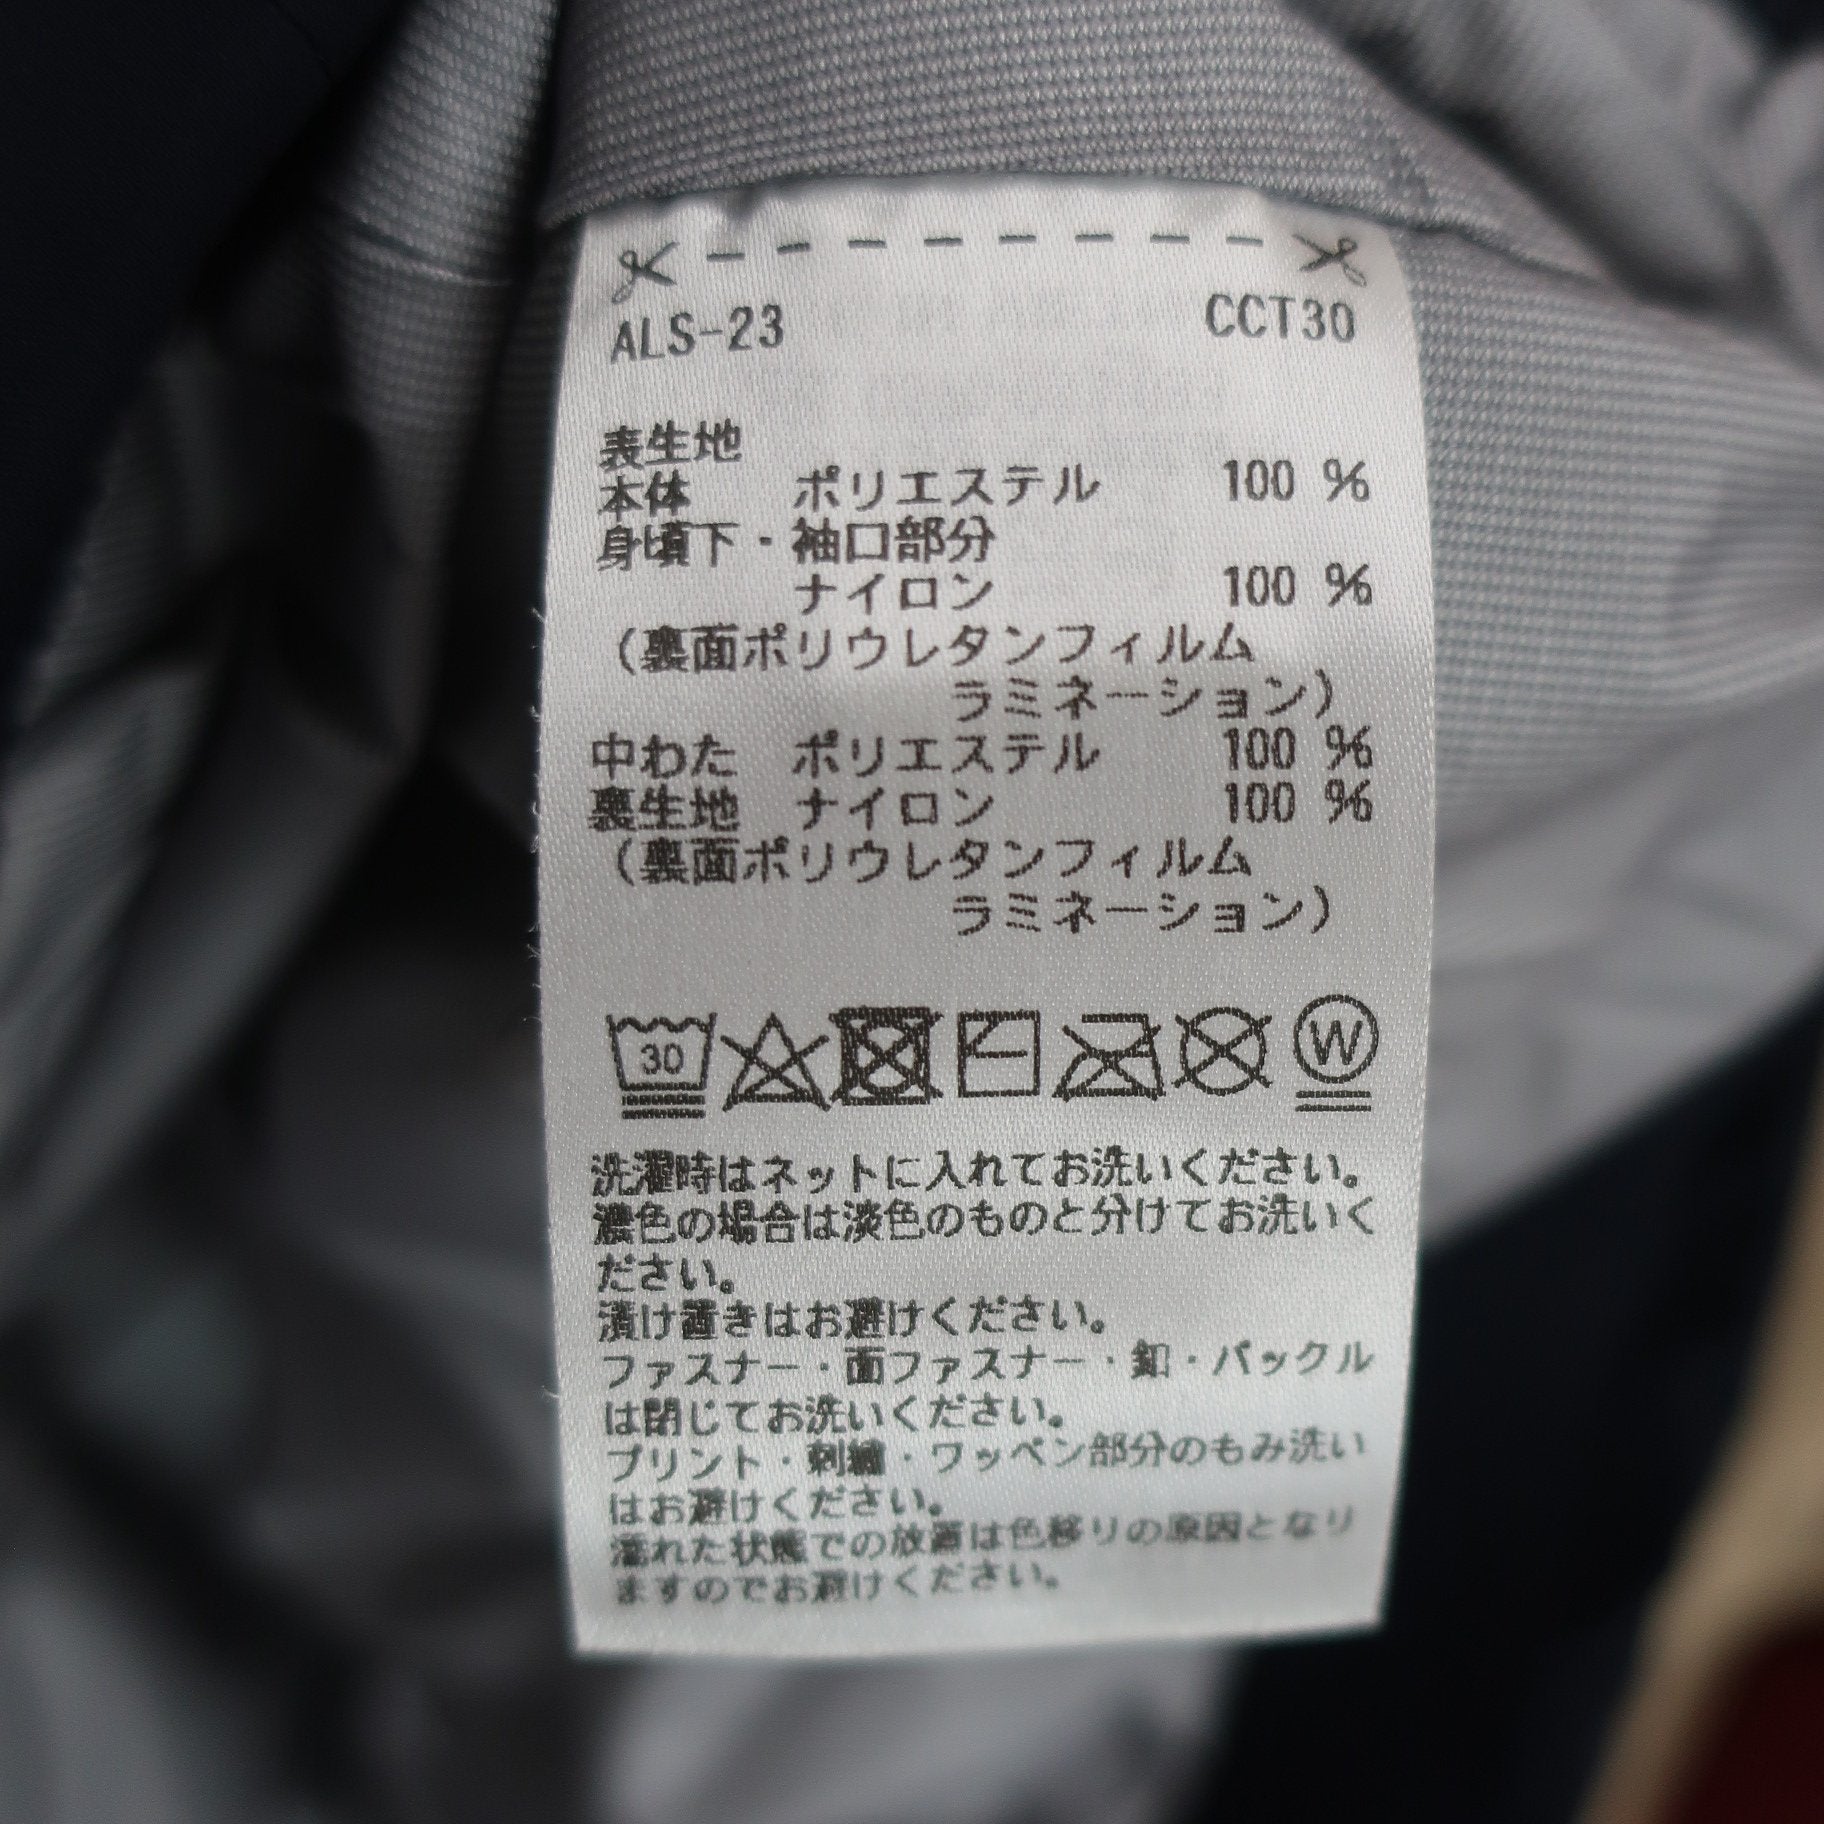 ALS-23 CCT30
表生地
本体 ポリエステル 100 %
身頃下・袖口部分
ナイロン 100 %
（裏面ポリウレタンフィルム
ラミネーション）
中わた ポリエステル 100 %
裏生地 ナイロン 100 %
（裏面ポリウレタンフィルム
ラミネーション）
30 W
洗濯時はネットに入れてお洗いください。
濃色の場合は淡色のものと分けてお洗いく
ださい。
漬け置きはお避けください。
ファスナー・面ファスナー・釦・バックル
は閉じてお洗いください。
プリント・刺繍・ワッペン部分のもみ洗い
はお避けください。
濡れた状態での放置は色移りの原因となり
ますのでお避けください。